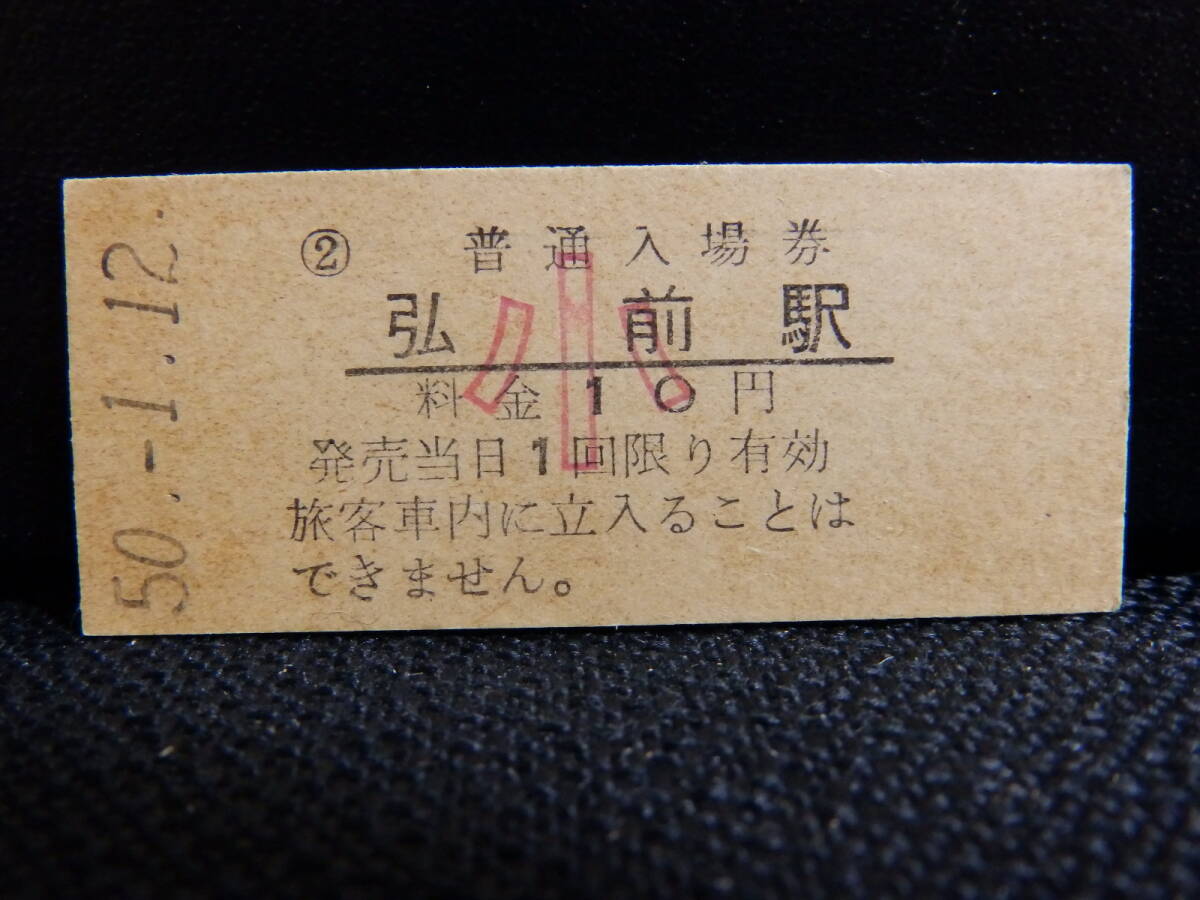 50.-1.12.
② 普通入場券
弘前駅
小
料金10円
発売当日1回限り有効
旅客車内に立入ることは
できません。